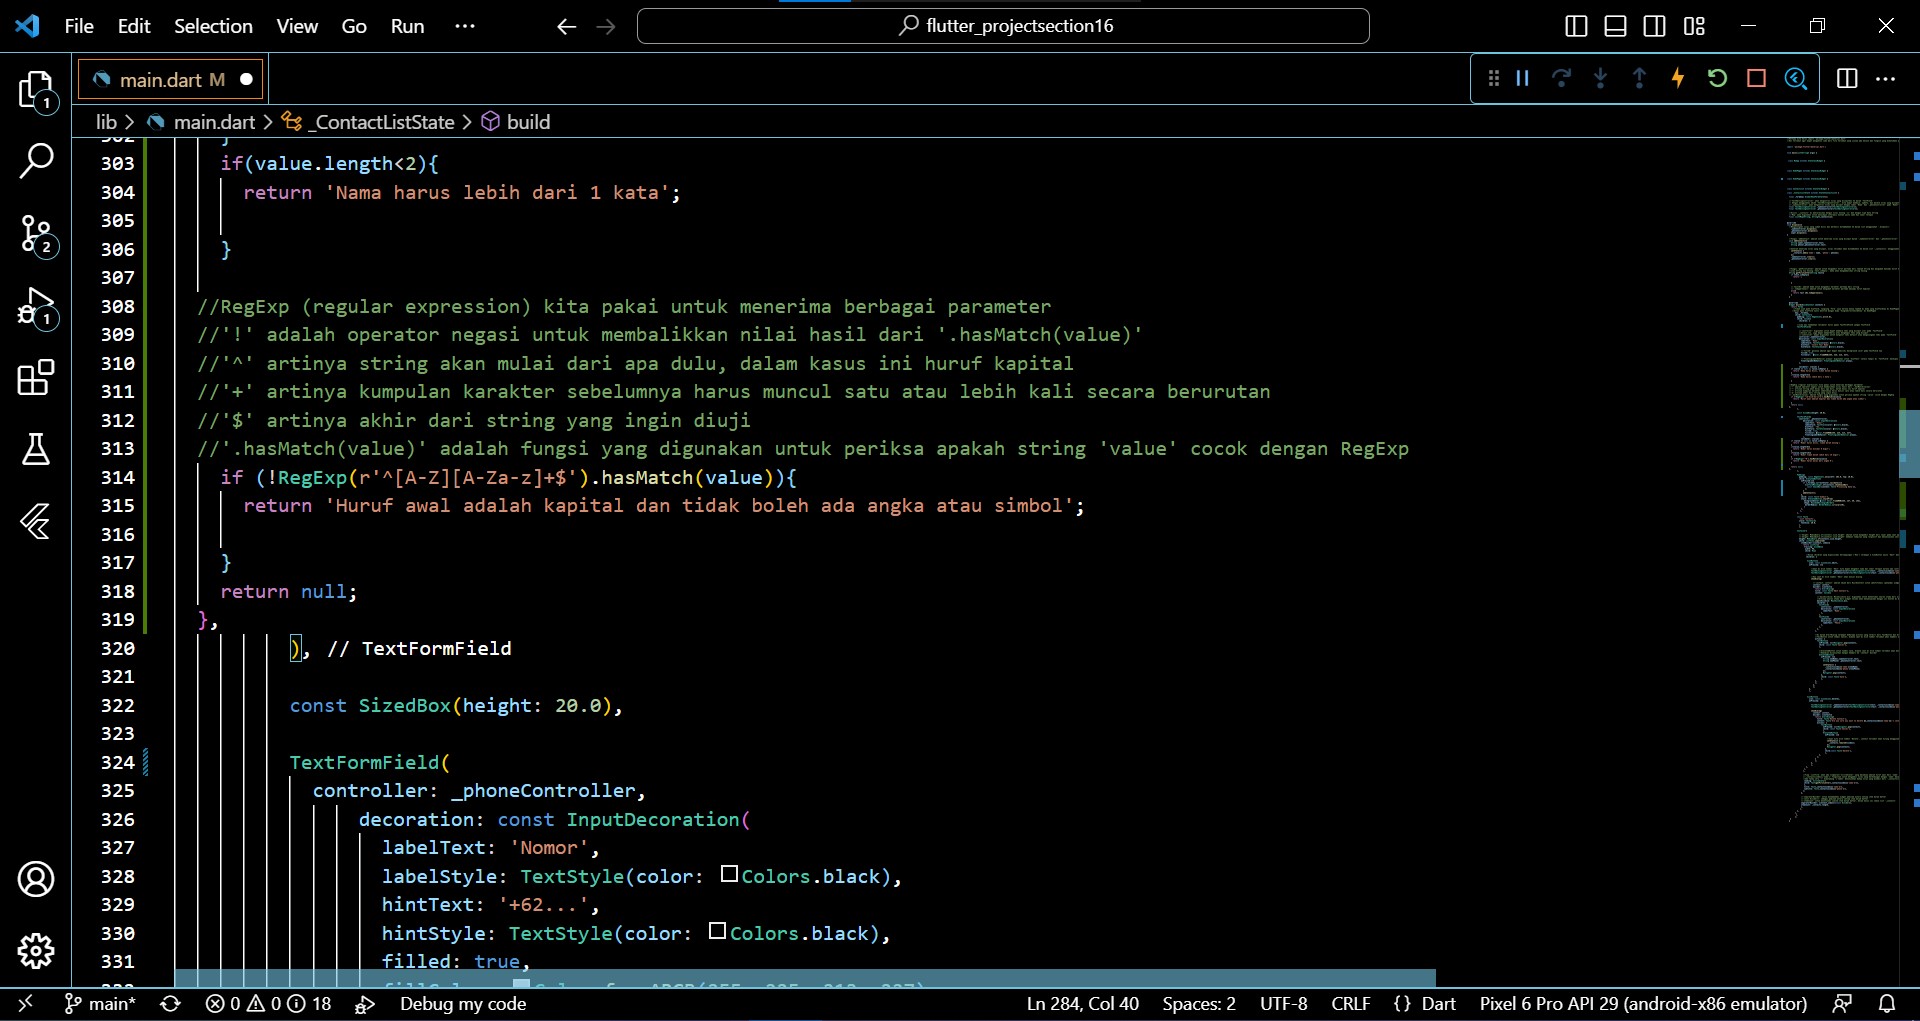 File Edit Selection View Go Run ···
flutter_projectsection16
main.dart M
lib > main.dart > _ContactListState > build
303 if(value.length<2){
304 return 'Nama harus lebih dari 1 kata';
305
306 }
307
308 //RegExp (regular expression) kita pakai untuk menerima berbagai parameter
309 //'!' adalah operator negasi untuk membalikkan nilai hasil dari '.hasMatch(value)'
310 //'^' artinya string akan mulai dari apa dulu, dalam kasus ini huruf kapital
311 //'+' artinya kumpulan karakter sebelumnya harus muncul satu atau lebih kali secara berurutan
312 //'$' artinya akhir dari string yang ingin diuji
313 //'.hasMatch(value)' adalah fungsi yang digunakan untuk periksa apakah string 'value' cocok dengan RegExp
314 if (!RegExp(r'^[A-Z][A-Za-z]+$').hasMatch(value)){
315 return 'Huruf awal adalah kapital dan tidak boleh ada angka atau simbol';
316
317 }
318 return null;
319 },
320 ), // TextFormField
321
322 const SizedBox(height: 20.0),
323
324 TextFormField(
325 controller: _phoneController,
326 decoration: const InputDecoration(
327 labelText: 'Nomor',
328 labelStyle: TextStyle(color: Colors.black),
329 hintText: '+62...',
330 hintStyle: TextStyle(color: Colors.black),
331 filled: true,
1
2
1
main* 0 0 18 Debug my code Ln 284, Col 40 Spaces: 2 UTF-8 CRLF {} Dart Pixel 6 Pro API 29 (android-x86 emulator)